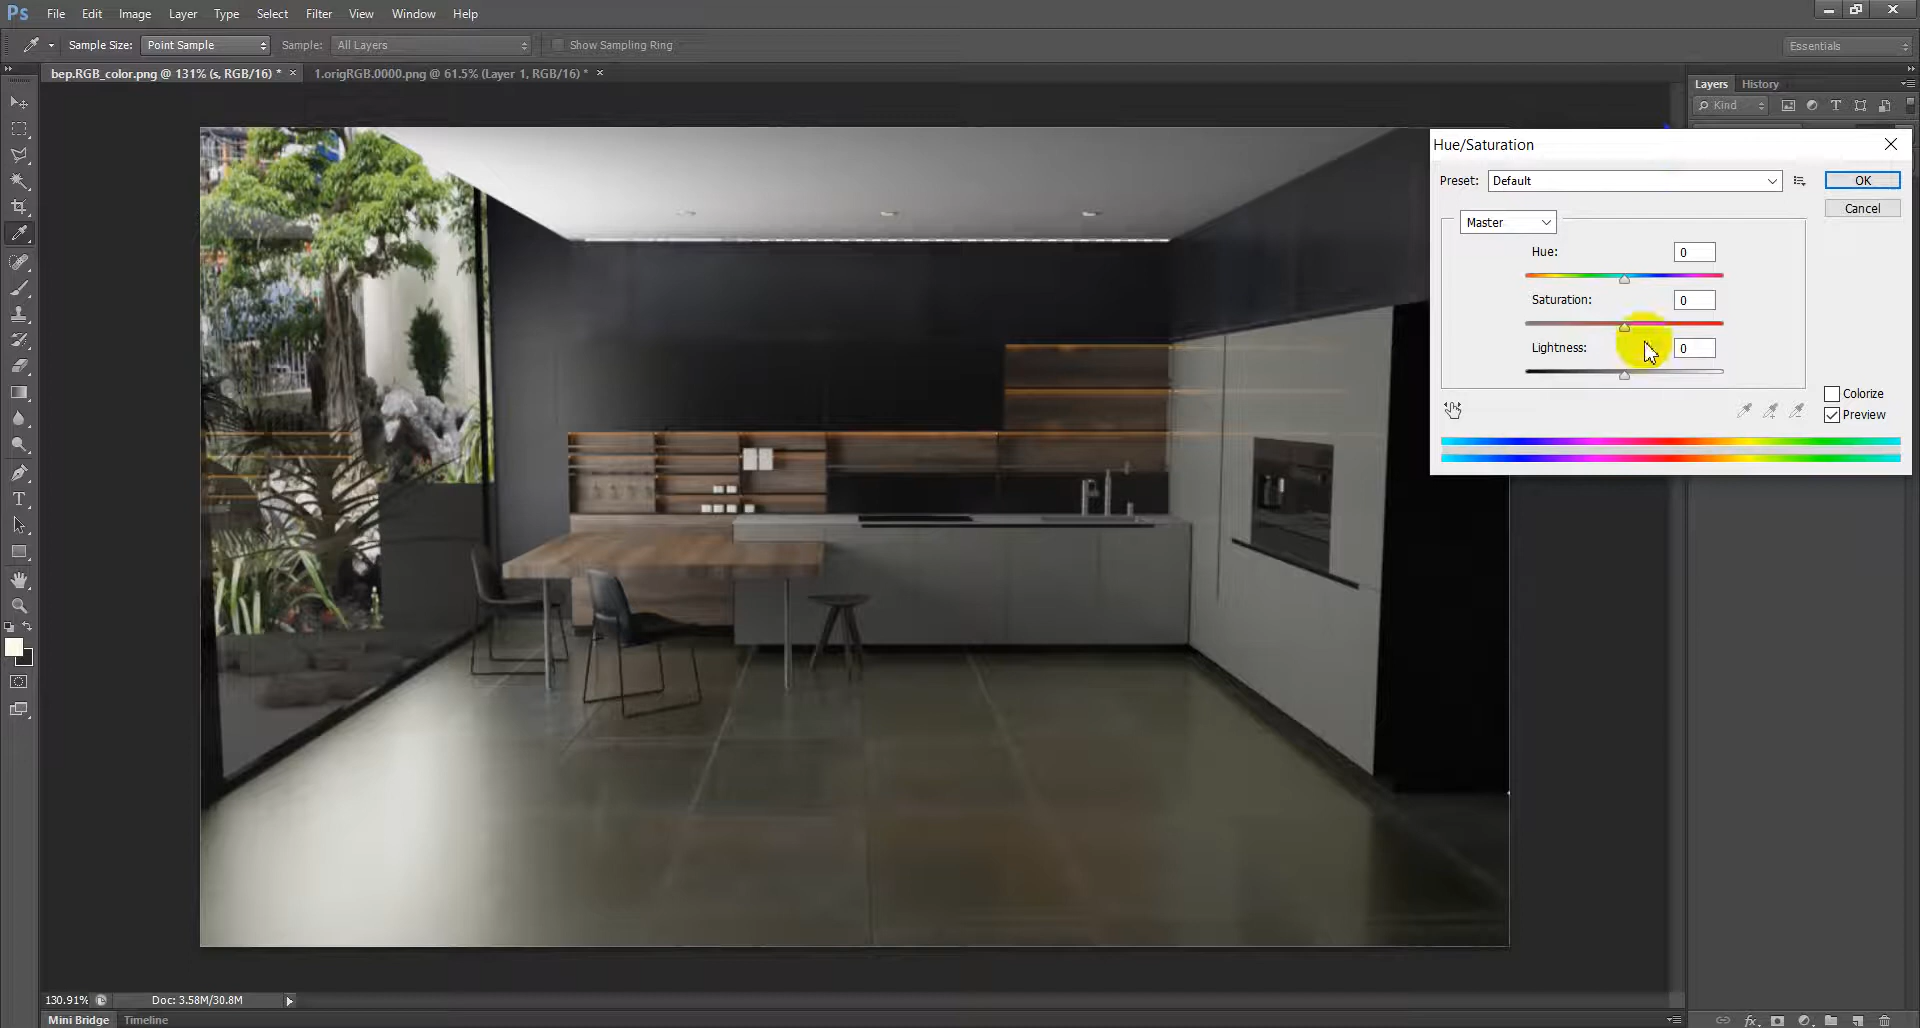 Ps File Edit Image Layer Type Select Filter View Window Help
Sample Size: Point Sample Sample: All Layers Show Sampling Ring Essentials
bep.RGB_color.png @ 131% (s, RGB/16) * × 1.origRGB.0000.png @ 61.5% (Layer 1, RGB/16) * ×
Layers History
Kind
Hue/Saturation
Preset: Default OK
Cancel
Master
Hue: 0
Saturation: 0
Lightness: 0
Colorize
Preview
130.91% Doc: 3.58M/30.8M
Mini Bridge Timeline